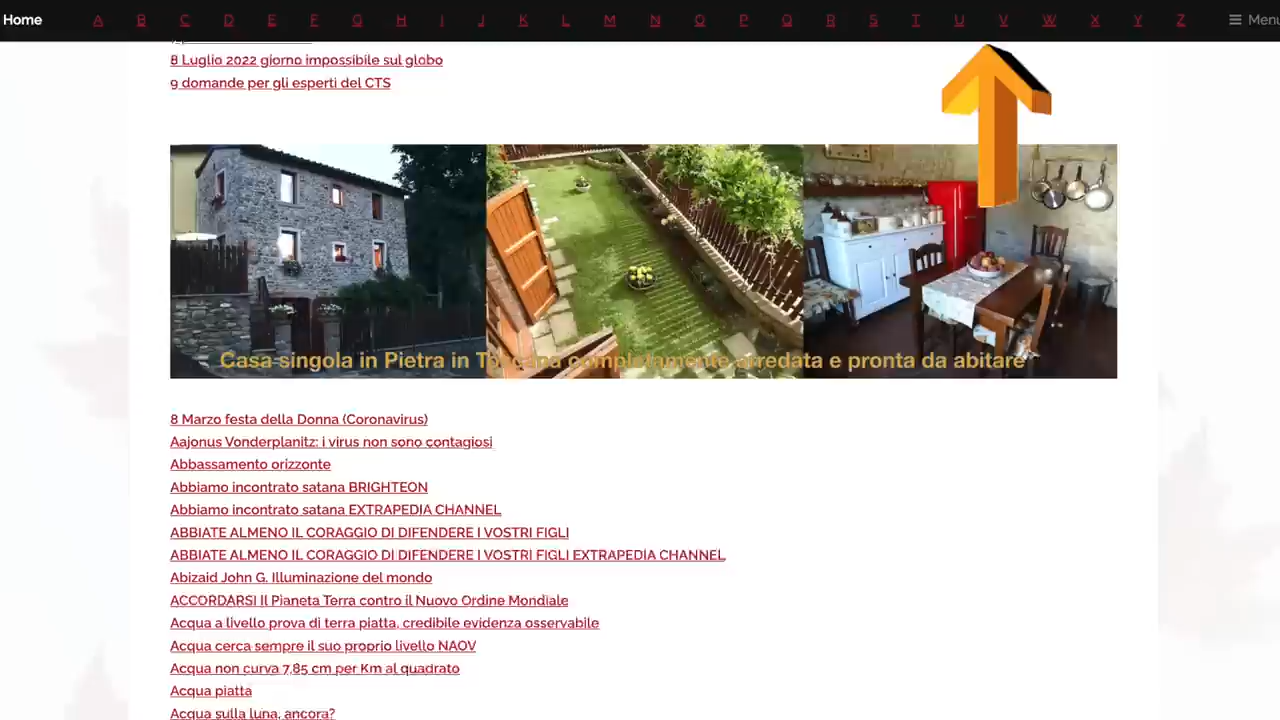 Home A B C D E F G H I J K L M N O P Q R S T U V W X Y Z Menu
8 Luglio 2022 giorno impossibile sul globo
9 domande per gli esperti del CTS
Casa singola in Pietra in Toscana completamente arredata e pronta da abitare
8 Marzo festa della Donna (Coronavirus)
Aajonus Vonderplanitz: i virus non sono contagiosi
Abbassamento orizzonte
Abbiamo incontrato satana BRIGHTEON
Abbiamo incontrato satana EXTRAPEDIA CHANNEL
ABBIATE ALMENO IL CORAGGIO DI DIFENDERE I VOSTRI FIGLI
ABBIATE ALMENO IL CORAGGIO DI DIFENDERE I VOSTRI FIGLI EXTRAPEDIA CHANNEL
Abizaid John G. Illuminazione del mondo
ACCORDARSI Il Pianeta Terra contro il Nuovo Ordine Mondiale
Acqua a livello prova di terra piatta, credibile evidenza osservabile
Acqua cerca sempre il suo proprio livello NAOV
Acqua non curva 7,85 cm per Km al quadrato
Acqua piatta
Acqua sulla luna, ancora?